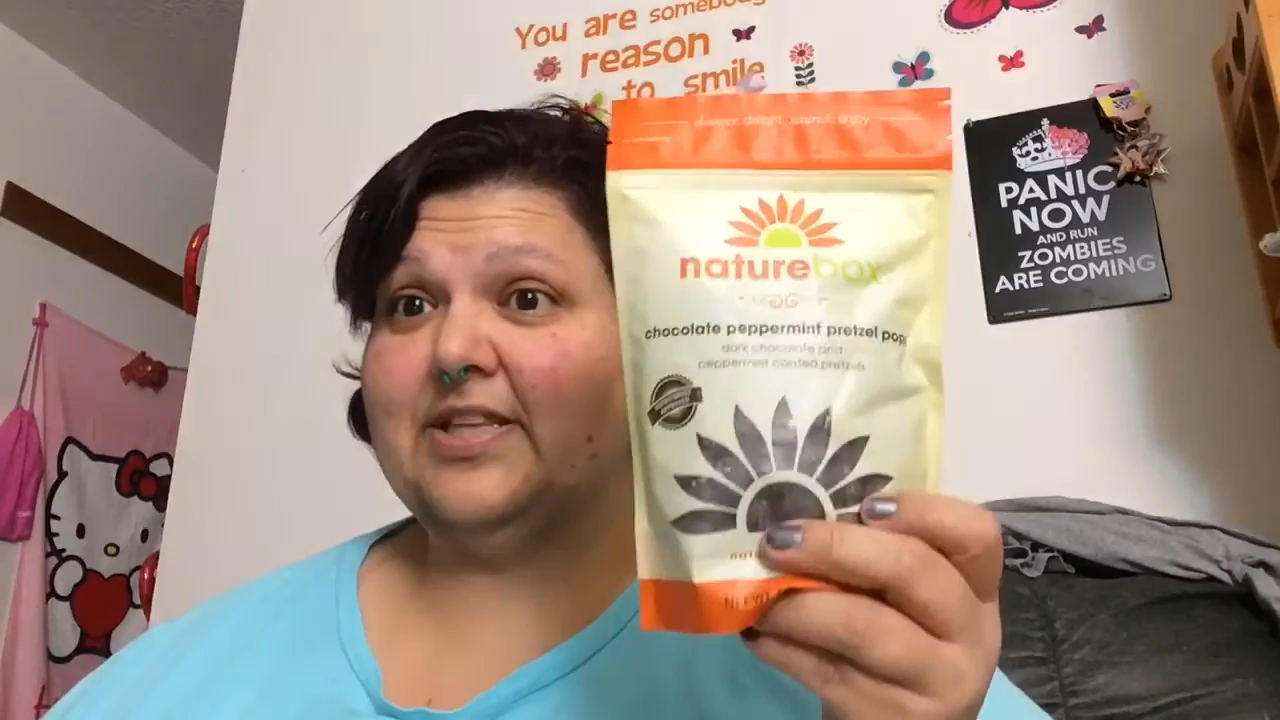 You are somebody
reason
to smile
naturebox
chocolate peppermint pretzel pops
dark chocolate and
peppermint coated pretzels
PANIC
NOW
AND RUN
ZOMBIES
ARE COMING